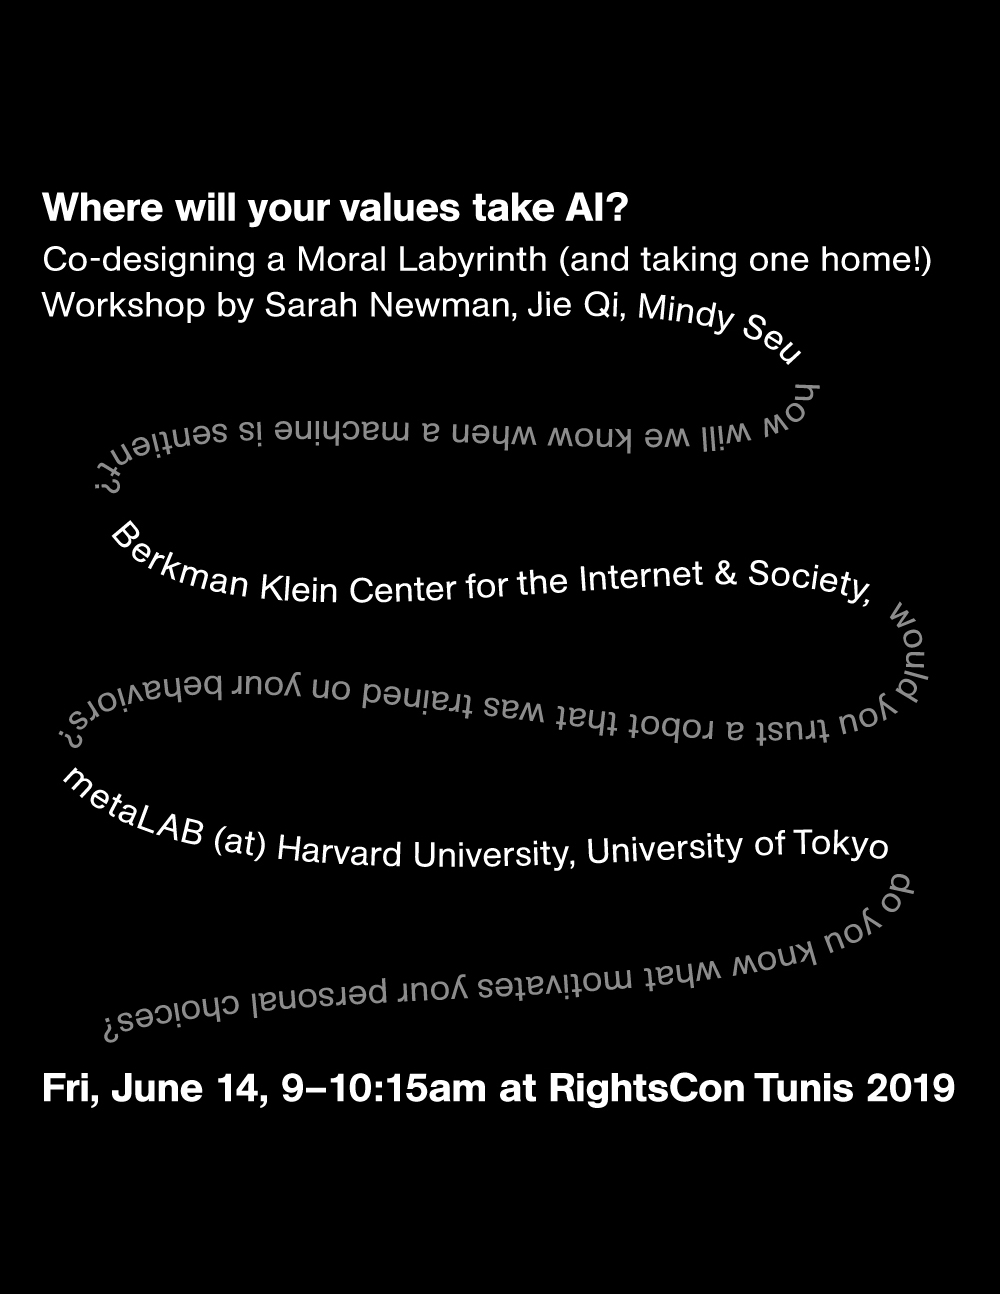 Where will your values take AI?
Co-designing a Moral Labyrinth (and taking one home!)
Workshop by Sarah Newman, Jie Qi, Mindy Seu
how will we know when a machine is sentient?
Berkman Klein Center for the Internet & Society,
would you trust a robot that was trained on your behaviors?
metaLAB (at) Harvard University, University of Tokyo
do you know what motivates your personal choices?
Fri, June 14, 9–10:15am at RightsCon Tunis 2019